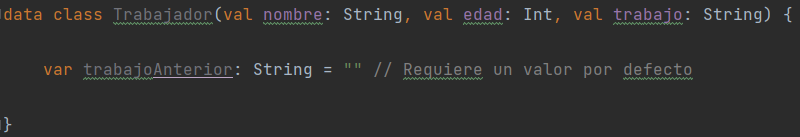 data class Trabajador(val nombre: String, val edad: Int, val trabajo: String) {
var trabajoAnterior: String = "" // Requiere un valor por defecto
}